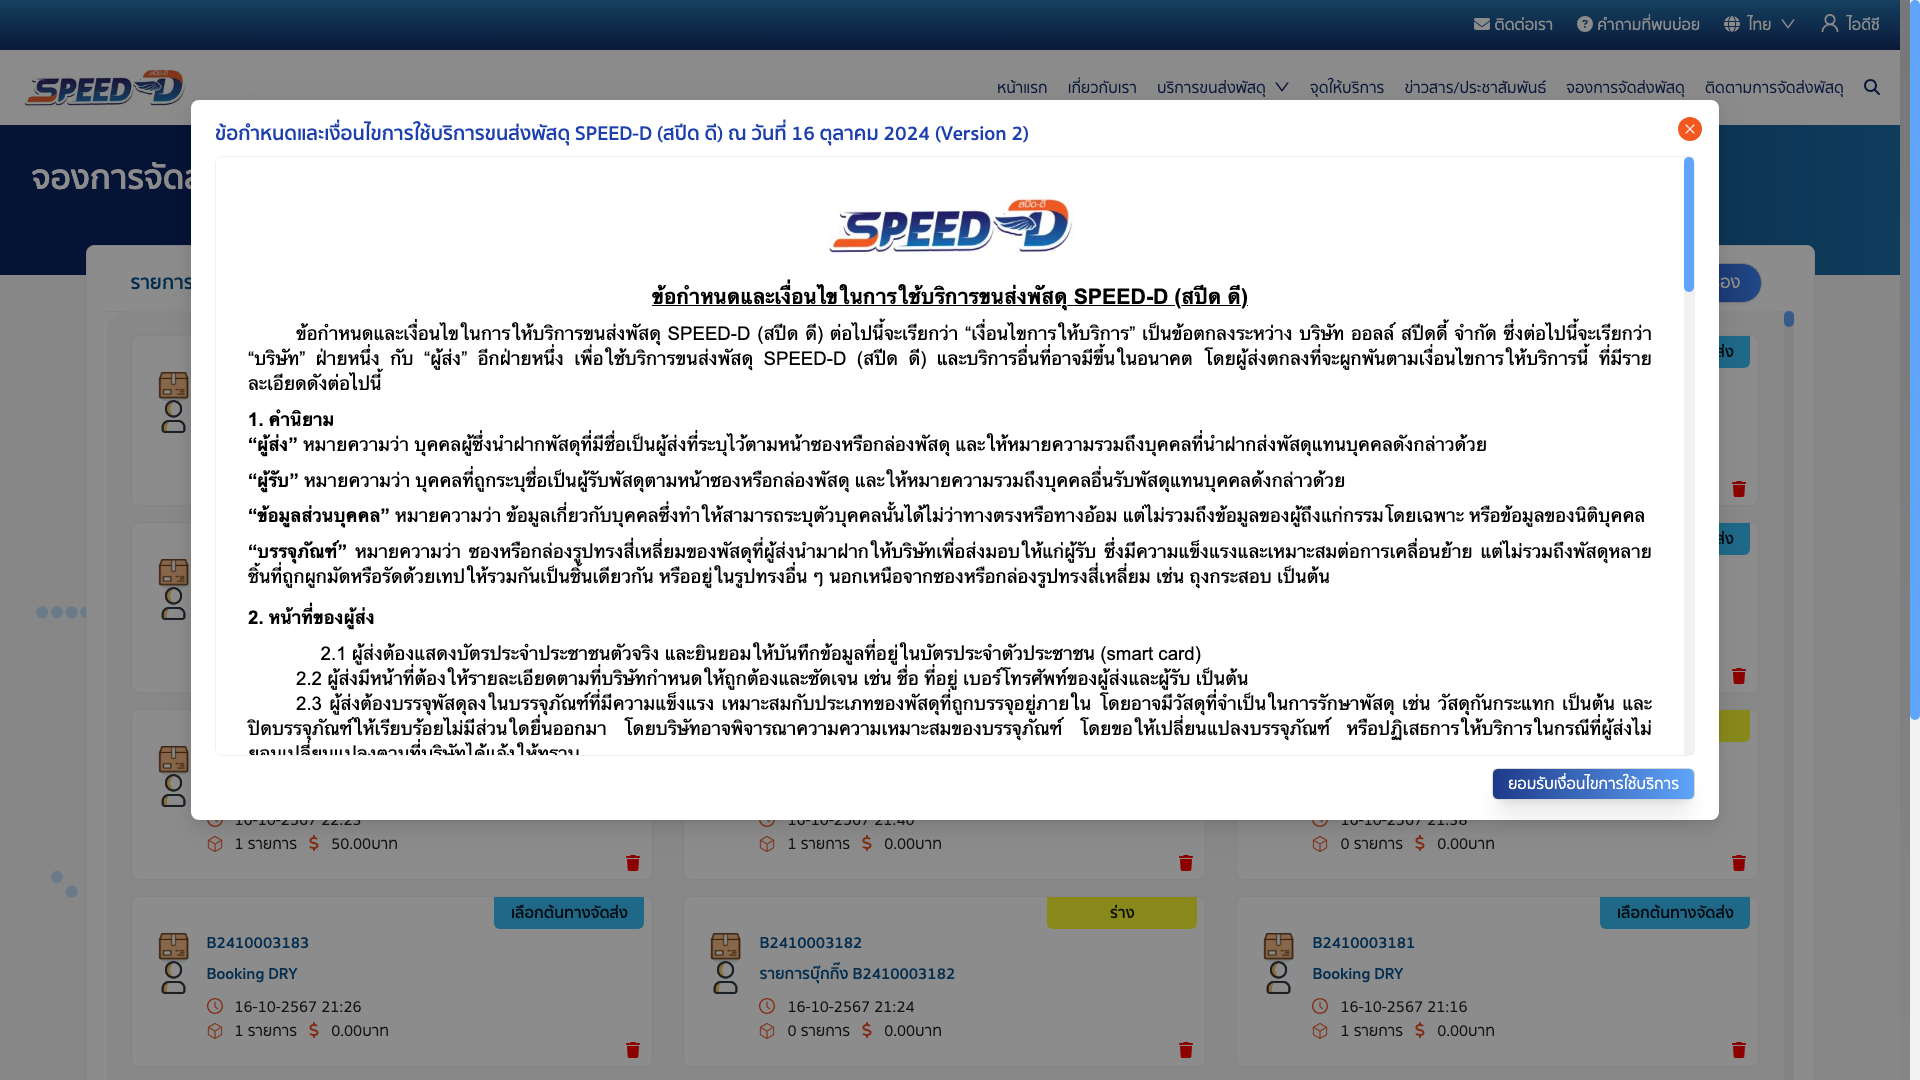 ติดต่อเรา คำถามที่พบบ่อย ไทย ไอดีซี
สปีด-ดี
SPEED-D
หน้าแรก เกี่ยวกับเรา บริการขนส่งพัสดุ จุดให้บริการ ข่าวสาร/ประชาสัมพันธ์ จองการจัดส่งพัสดุ ติดตามการจัดส่งพัสดุ
จองการจัดส
รายการ
ข้อกำหนดและเงื่อนไขการใช้บริการขนส่งพัสดุ SPEED-D (สปีด ดี) ณ วันที่ 16 ตุลาคม 2024 (Version 2)
สปีด-ดี
SPEED-D
ข้อกำหนดและเงื่อนไขในการใช้บริการขนส่งพัสดุ SPEED-D (สปีด ดี)
ข้อกำหนดและเงื่อนไขในการให้บริการขนส่งพัสดุ SPEED-D (สปีด ดี) ต่อไปนี้จะเรียกว่า “เงื่อนไขการให้บริการ” เป็นข้อตกลงระหว่าง บริษัท ออลล์ สปีดดี้ จำกัด ซึ่งต่อไปนี้จะเรียกว่า
“บริษัท” ฝ่ายหนึ่ง กับ “ผู้ส่ง” อีกฝ่ายหนึ่ง เพื่อใช้บริการขนส่งพัสดุ SPEED-D (สปีด ดี) และบริการอื่นที่อาจมีขึ้นในอนาคต โดยผู้ส่งตกลงที่จะผูกพันตามเงื่อนไขการให้บริการนี้ ที่มีราย
ละเอียดดังต่อไปนี้
1. คำนิยาม
“ผู้ส่ง” หมายความว่า บุคคลผู้ซึ่งนำฝากพัสดุที่มีชื่อเป็นผู้ส่งที่ระบุไว้ตามหน้าซองหรือกล่องพัสดุ และให้หมายความรวมถึงบุคคลที่นำฝากส่งพัสดุแทนบุคคลดังกล่าวด้วย
“ผู้รับ” หมายความว่า บุคคลที่ถูกระบุชื่อเป็นผู้รับพัสดุตามหน้าซองหรือกล่องพัสดุ และให้หมายความรวมถึงบุคคลอื่นรับพัสดุแทนบุคคลดังกล่าวด้วย
“ข้อมูลส่วนบุคคล” หมายความว่า ข้อมูลเกี่ยวกับบุคคลซึ่งทำให้สามารถระบุตัวบุคคลนั้นได้ไม่ว่าทางตรงหรือทางอ้อม แต่ไม่รวมถึงข้อมูลของผู้ถึงแก่กรรมโดยเฉพาะ หรือข้อมูลของนิติบุคคล
“บรรจุภัณฑ์” หมายความว่า ซองหรือกล่องรูปทรงสี่เหลี่ยมของพัสดุที่ผู้ส่งนำมาฝากให้บริษัทเพื่อส่งมอบให้แก่ผู้รับ ซึ่งมีความแข็งแรงและเหมาะสมต่อการเคลื่อนย้าย แต่ไม่รวมถึงพัสดุหลาย
ชิ้นที่ถูกผูกมัดหรือรัดด้วยเทปให้รวมกันเป็นชิ้นเดียวกัน หรืออยู่ในรูปทรงอื่น ๆ นอกเหนือจากซองหรือกล่องรูปทรงสี่เหลี่ยม เช่น ถุงกระสอบ เป็นต้น
2. หน้าที่ของผู้ส่ง
2.1 ผู้ส่งต้องแสดงบัตรประจำประชาชนตัวจริง และยินยอมให้บันทึกข้อมูลที่อยู่ในบัตรประจำตัวประชาชน (smart card)
2.2 ผู้ส่งมีหน้าที่ต้องให้รายละเอียดตามที่บริษัทกำหนดให้ถูกต้องและชัดเจน เช่น ชื่อ ที่อยู่ เบอร์โทรศัพท์ของผู้ส่งและผู้รับ เป็นต้น
2.3 ผู้ส่งต้องบรรจุพัสดุลงในบรรจุภัณฑ์ที่มีความแข็งแรง เหมาะสมกับประเภทของพัสดุที่ถูกบรรจุอยู่ภายใน โดยอาจมีวัสดุที่จำเป็นในการรักษาพัสดุ เช่น วัสดุกันกระแทก เป็นต้น และ
ปิดบรรจุภัณฑ์ให้เรียบร้อยไม่มีส่วนใดยื่นออกมา โดยบริษัทอาจพิจารณาความความเหมาะสมของบรรจุภัณฑ์ โดยขอให้เปลี่ยนแปลงบรรจุภัณฑ์ หรือปฏิเสธการให้บริการในกรณีที่ผู้ส่งไม่
ยอมเปลี่ยนแปลงตามที่บริษัทได้แจ้งให้ทราบ
ยอมรับเงื่อนไขการใช้บริการ
16-10-2567 22:23 16-10-2567 21:40 16-10-2567 21:38
1 รายการ 50.00บาท 1 รายการ 0.00บาท 0 รายการ 0.00บาท
เลือกต้นทางจัดส่ง ร่าง เลือกต้นทางจัดส่ง
B2410003183 B2410003182 B2410003181
Booking DRY รายการบุ๊กกิ้ง B2410003182 Booking DRY
16-10-2567 21:26 16-10-2567 21:24 16-10-2567 21:16
1 รายการ 0.00บาท 0 รายการ 0.00บาท 1 รายการ 0.00บาท